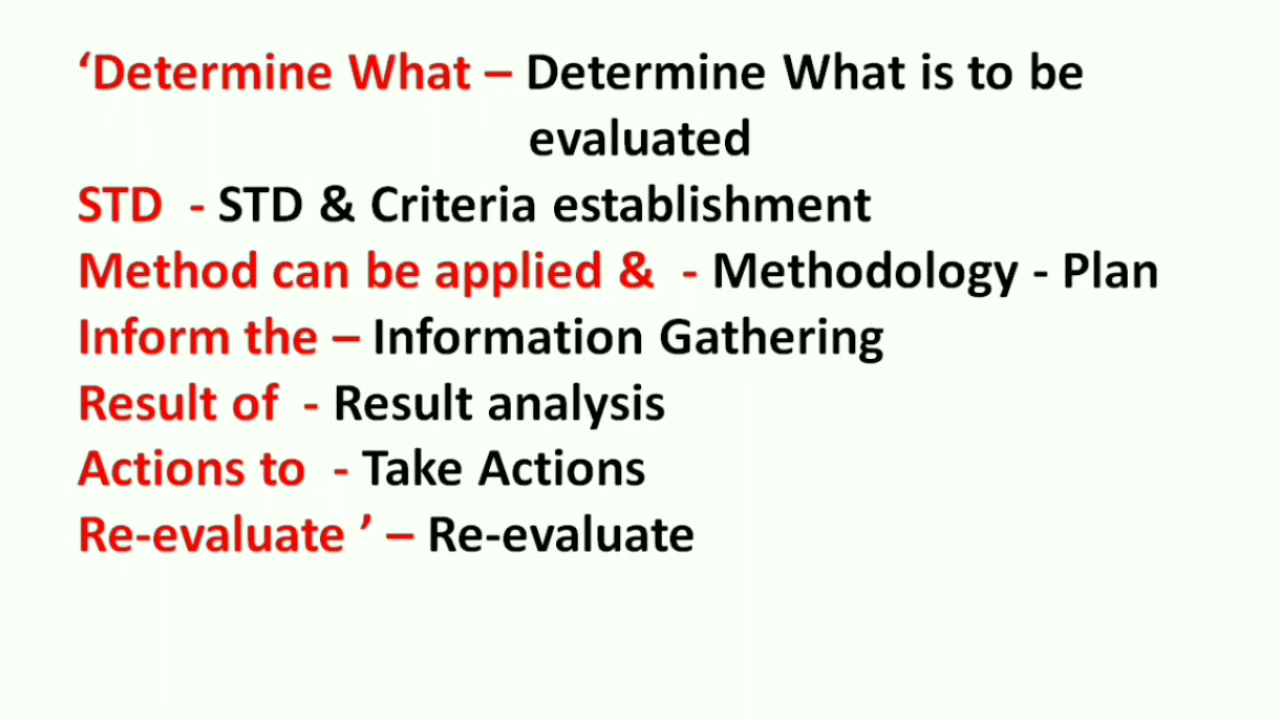 ‘Determine What – Determine What is to be
evaluated
STD - STD & Criteria establishment
Method can be applied & - Methodology - Plan
Inform the – Information Gathering
Result of - Result analysis
Actions to - Take Actions
Re-evaluate ’ – Re-evaluate